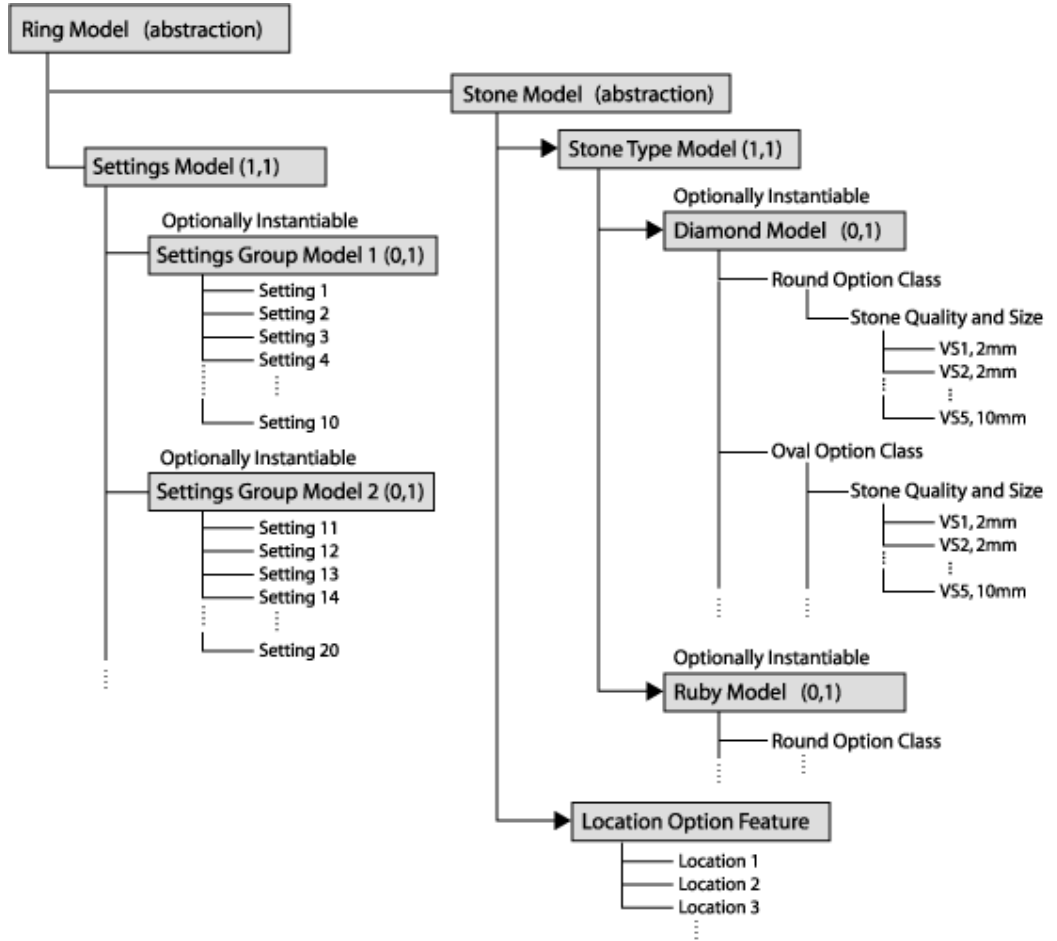 Ring Model (abstraction)
Stone Model (abstraction)
Settings Model (1,1)
Optionally Instantiable
Settings Group Model 1 (0,1)
Setting 1
Setting 2
Setting 3
Setting 4
Setting 10
Optionally Instantiable
Settings Group Model 2 (0,1)
Setting 11
Setting 12
Setting 13
Setting 14
Setting 20
Stone Type Model (1,1)
Optionally Instantiable
Diamond Model (0,1)
Round Option Class
Stone Quality and Size
VS1, 2mm
VS2, 2mm
VS5, 10mm
Oval Option Class
Stone Quality and Size
VS1, 2mm
VS2, 2mm
VS5, 10mm
Optionally Instantiable
Ruby Model (0,1)
Round Option Class
Location Option Feature
Location 1
Location 2
Location 3